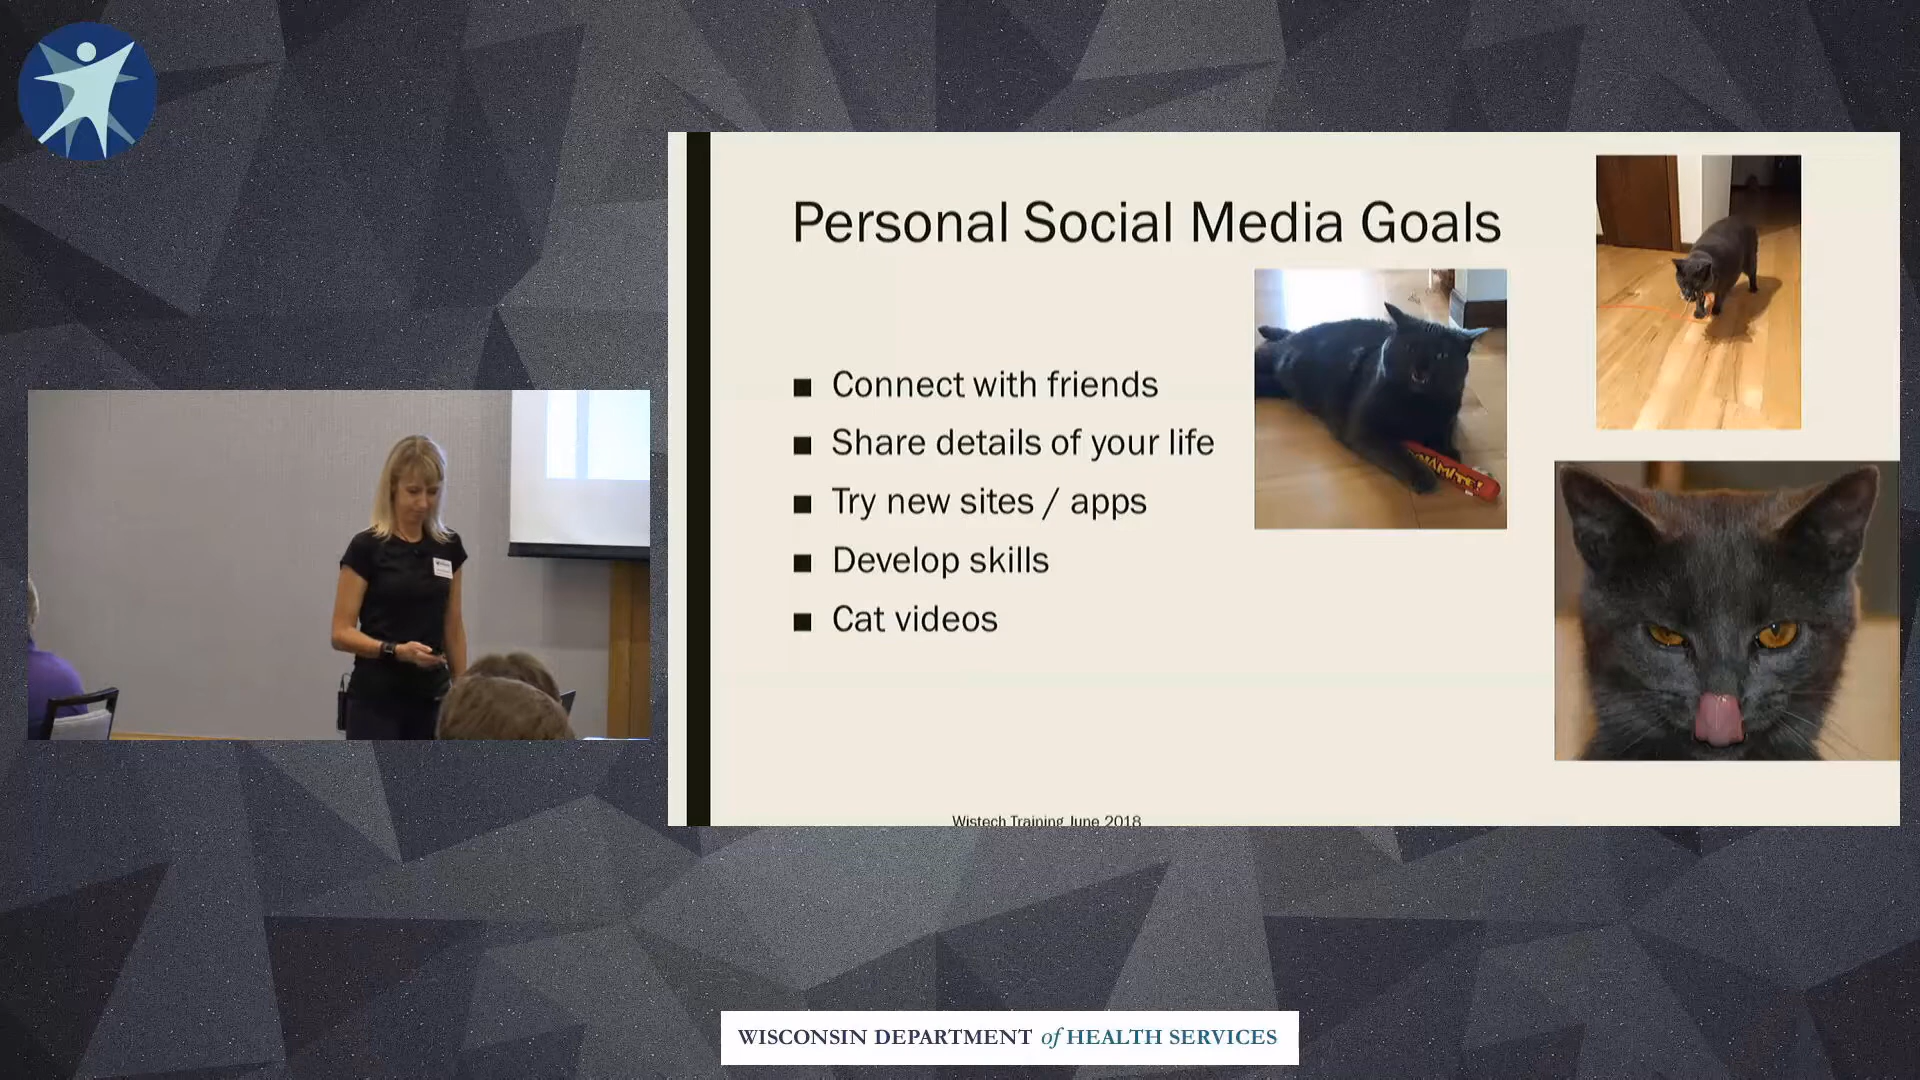 Personal Social Media Goals
■ Connect with friends
■ Share details of your life
■ Try new sites / apps
■ Develop skills
■ Cat videos
Wistech Training June 2018
WISCONSIN DEPARTMENT of HEALTH SERVICES